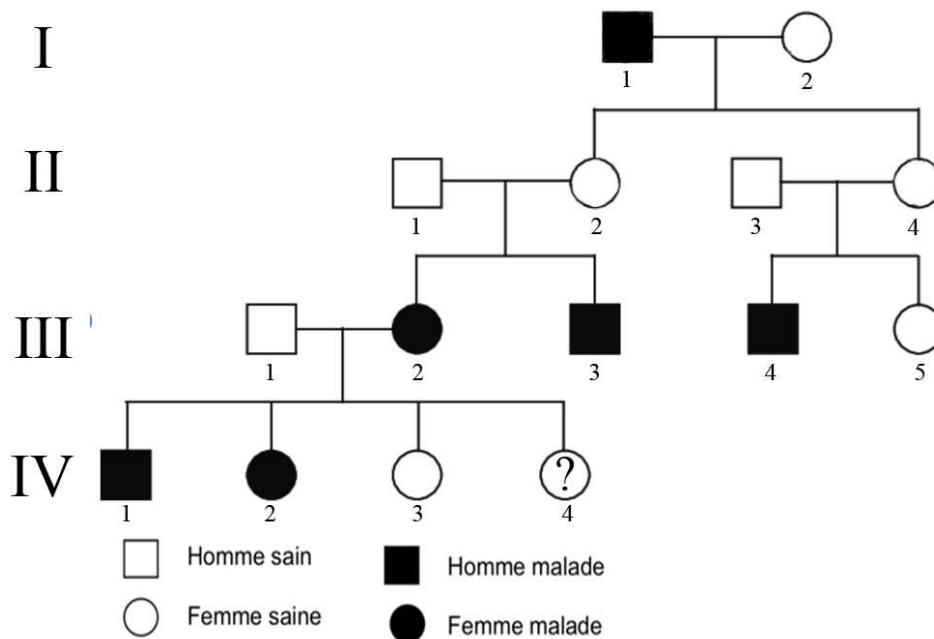 I
1 2
II
1 2 3 4
III
1 2 3 4 5
IV ?
1 2 3 4
Homme sain Homme malade
Femme saine Femme malade